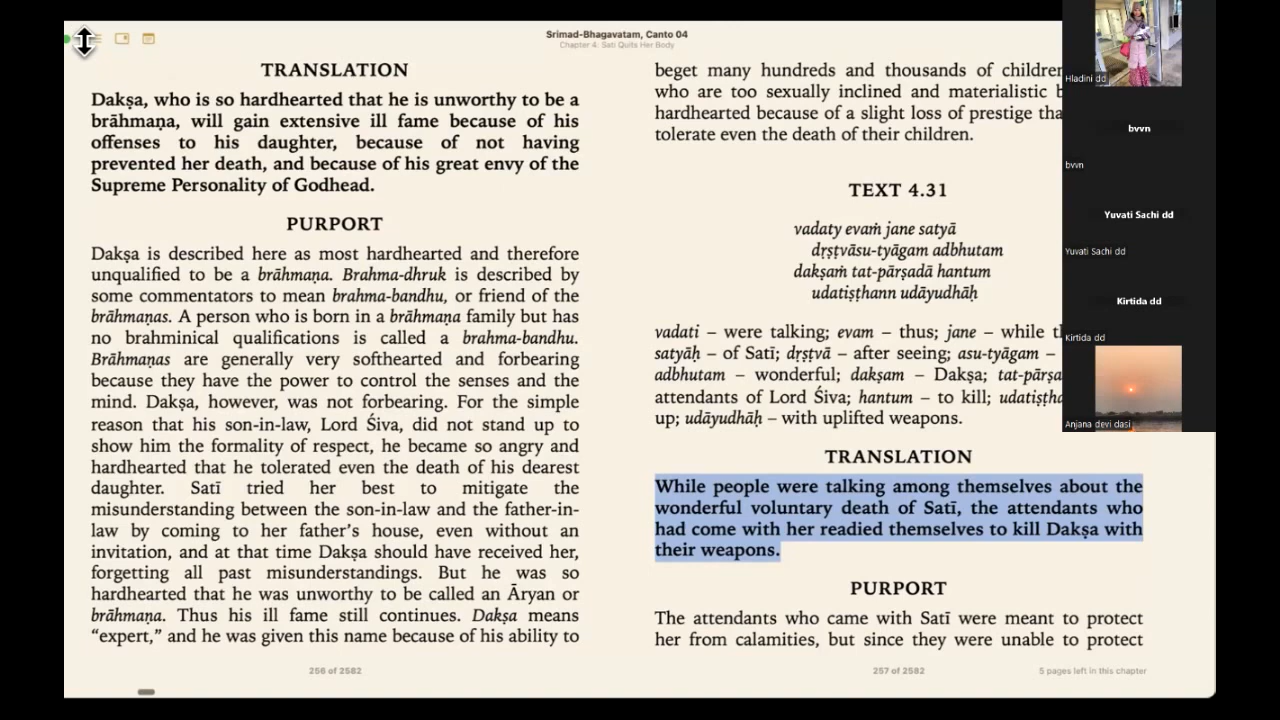 Srimad-Bhagavatam, Canto 04
Chapter 4: Sati Quits Her Body
TRANSLATION
Dakṣa, who is so hardhearted that he is unworthy to be a
brāhmaṇa, will gain extensive ill fame because of his
offenses to his daughter, because of not having
prevented her death, and because of his great envy of the
Supreme Personality of Godhead.
PURPORT
Dakṣa is described here as most hardhearted and therefore
unqualified to be a brāhmaṇa. Brahma-dhruk is described by
some commentators to mean brahma-bandhu, or friend of the
brāhmaṇas. A person who is born in a brāhmaṇa family but has
no brahminical qualifications is called a brahma-bandhu.
Brāhmaṇas are generally very softhearted and forbearing
because they have the power to control the senses and the
mind. Dakṣa, however, was not forbearing. For the simple
reason that his son-in-law, Lord Śiva, did not stand up to
show him the formality of respect, he became so angry and
hardhearted that he tolerated even the death of his dearest
daughter. Satī tried her best to mitigate the
misunderstanding between the son-in-law and the father-in-
law by coming to her father’s house, even without an
invitation, and at that time Dakṣa should have received her,
forgetting all past misunderstandings. But he was so
hardhearted that he was unworthy to be called an Āryan or
brāhmaṇa. Thus his ill fame still continues. Dakṣa means
“expert,” and he was given this name because of his ability to
256 of 2582
beget many hundreds and thousands of children
who are too sexually inclined and materialistic
hardhearted because of a slight loss of prestige
tolerate even the death of their children.
TEXT 4.31
vadaty evaṁ jane satyā
dṛṣṭvāsu-tyāgam adbhutam
dakṣaṁ tat-pārṣadā hantum
udatiṣṭhann udāyudhāḥ
vadati – were talking; evam – thus; jane – while
satyāḥ – of Satī; dṛṣṭvā – after seeing; asu-tyāgam –
adbhutam – wonderful; dakṣam – Dakṣa;
attendants of Lord Śiva; hantum – to kill;
up; udāyudhāḥ – with uplifted weapons.
TRANSLATION
While people were talking among themselves about the
wonderful voluntary death of Satī, the attendants who
had come with her readied themselves to kill Dakṣa with
their weapons.
PURPORT
The attendants who came with Satī were meant to protect
her from calamities, but since they were unable to protect
257 of 2582
5 pages left in this chapter
Hladini dd
bvvn
bvvn
Yuvati Sachi dd
Yuvati Sachi dd
Kirtida dd
Kirtida dd
Anjana devi dasi